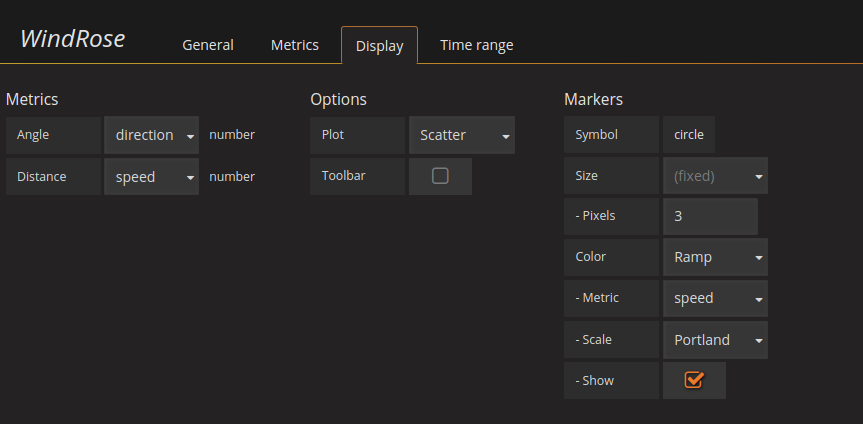 WindRose General Metrics Display Time range
Metrics
Angle direction number
Distance speed number
Options
Plot Scatter
Toolbar
Markers
Symbol circle
Size (fixed)
- Pixels 3
Color Ramp
- Metric speed
- Scale Portland
- Show